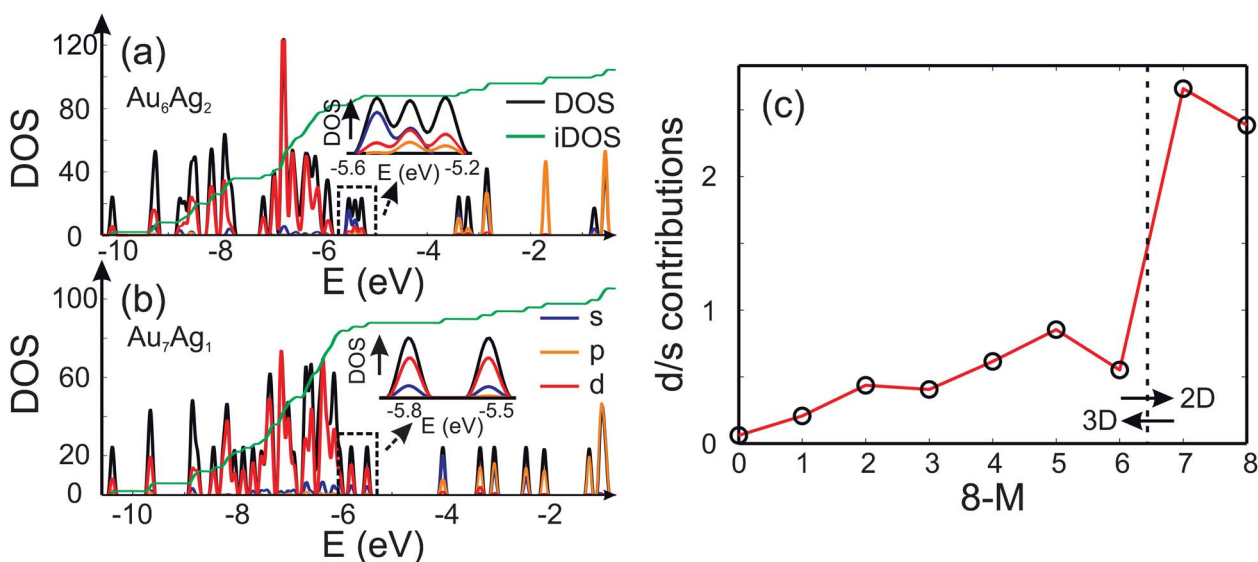 (a)
Au6Ag2
DOS
120
80
40
0
-10
-8
-6
-4
-2
E (eV)
DOS
iDOS
DOS
-5.6
E (eV)
-5.2
(b)
Au7Ag1
DOS
100
60
20
0
-10
-8
-6
-4
-2
E (eV)
s
p
d
DOS
-5.8
-5.5
E (eV)
(c)
d/s contributions
2
1
0
0
1
2
3
4
5
6
7
8
8-M
2D
3D